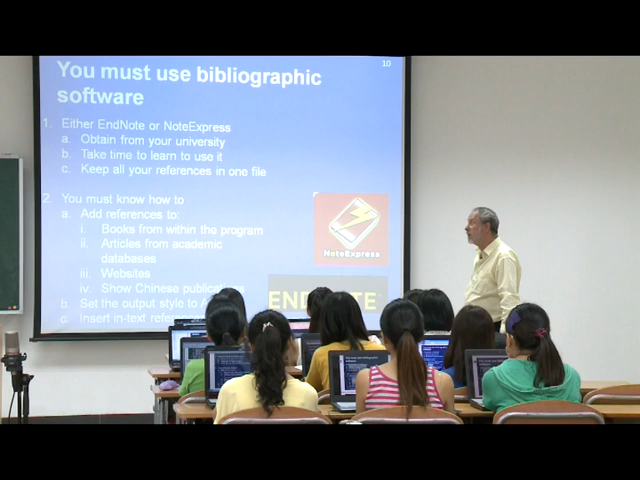 10
You must use bibliographic
software
1. Either EndNote or NoteExpress
a. Obtain from your university
b. Take time to learn to use it
c. Keep all your references in one file
2. You must know how to
a. Add references to:
i. Books from within the program
ii. Articles from academic
databases
iii. Websites
iv. Show Chinese publications
b. Set the output style to
c. Insert in-text
NoteExpress
ENDNOTE